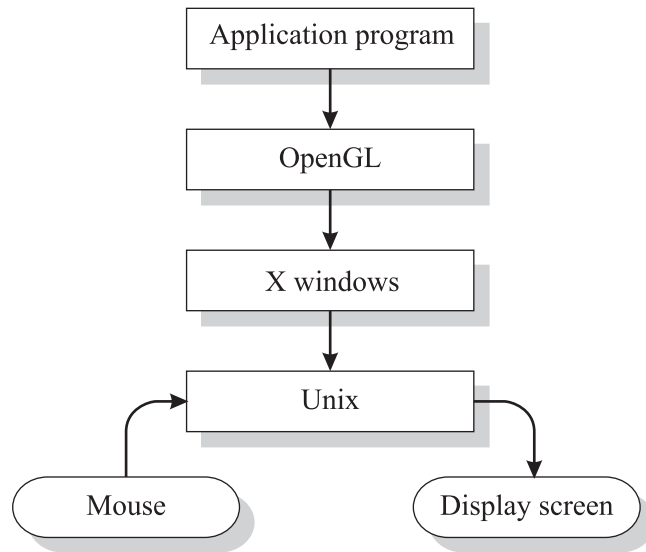 Application program
OpenGL
X windows
Unix
Mouse
Display screen